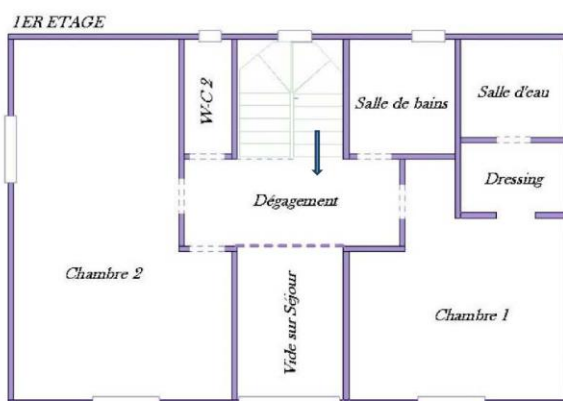 1ER ETAGE
W-C 2
Salle de bains
Salle d'eau
Dressing
Dégagement
Chambre 2
Vide sur Séjour
Chambre 1